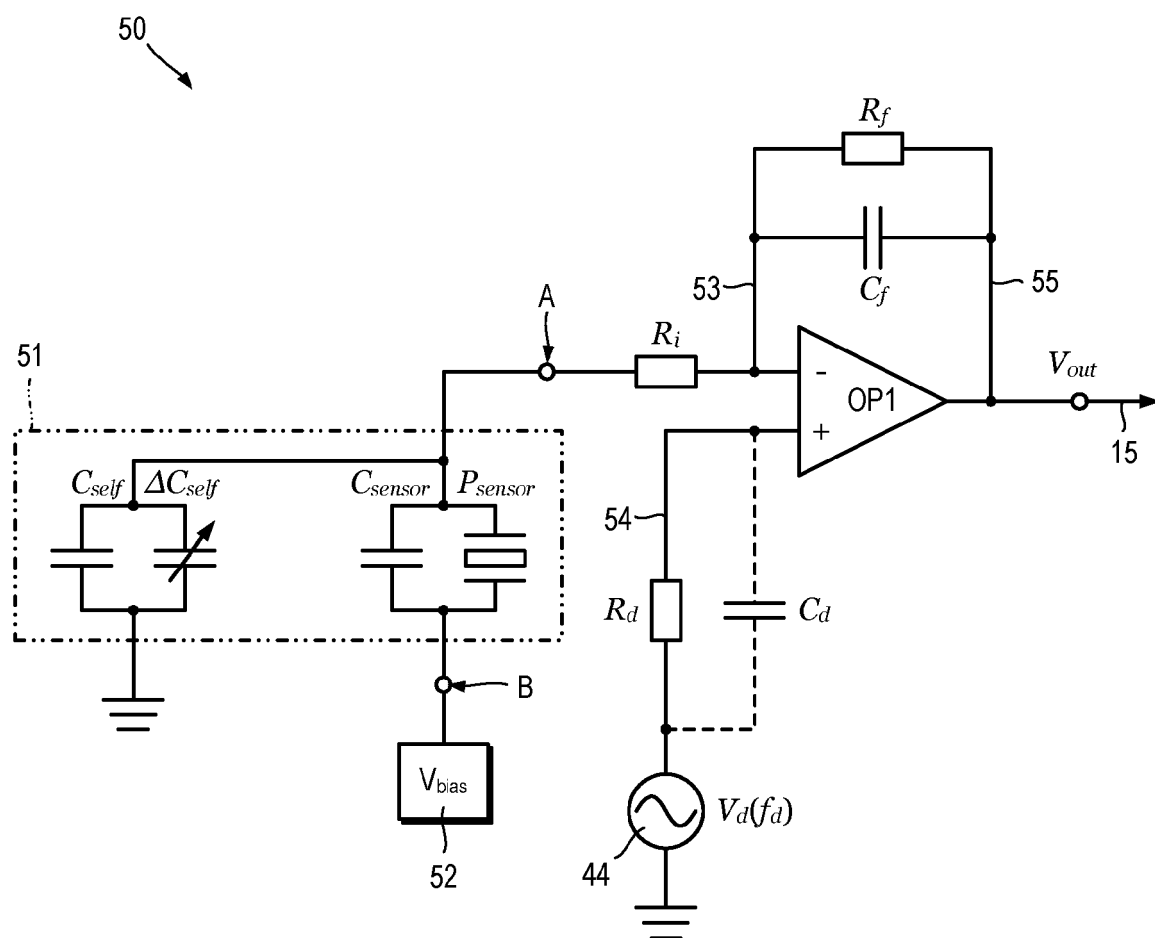 50
R_f
C_f
53
55
A
R_i
V_out
51
-
OP1
+
15
C_self
ΔC_self
C_sensor
P_sensor
54
R_d
C_d
B
V_bias
V_d(f_d)
52
44